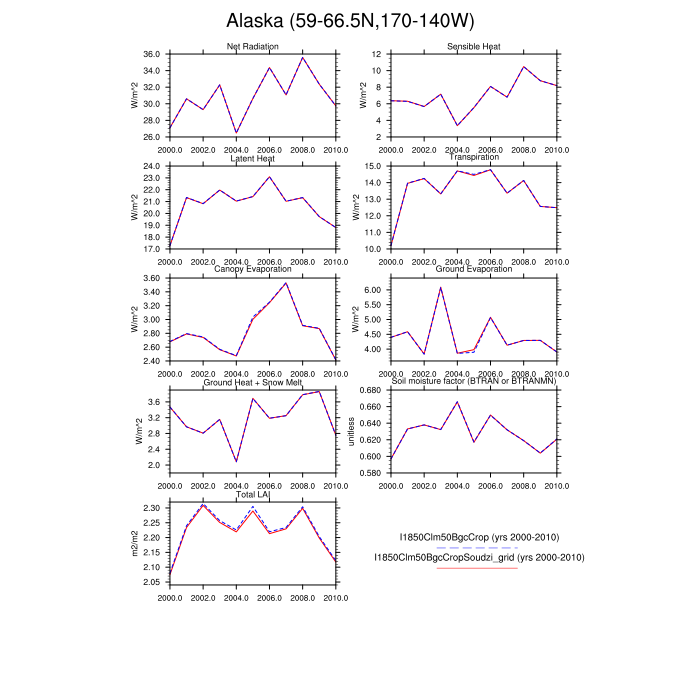 Alaska (59-66.5N,170-140W)
Net Radiation
36.0
34.0
32.0
30.0
28.0
26.0
W/m^2
2000.0 2002.0 2004.0 2006.0 2008.0 2010.0
Sensible Heat
12
10
8
6
4
2
W/m^2
2000.0 2002.0 2004.0 2006.0 2008.0 2010.0
Latent Heat
24.0
23.0
22.0
21.0
20.0
19.0
18.0
17.0
W/m^2
2000.0 2002.0 2004.0 2006.0 2008.0 2010.0
Transpiration
15.0
14.0
13.0
12.0
11.0
10.0
W/m^2
2000.0 2002.0 2004.0 2006.0 2008.0 2010.0
Canopy Evaporation
3.60
3.20
2.80
2.40
W/m^2
2000.0 2002.0 2004.0 2006.0 2008.0 2010.0
Ground Evaporation
6.00
5.50
5.00
4.50
4.00
W/m^2
2000.0 2002.0 2004.0 2006.0 2008.0 2010.0
Ground Heat + Snow Melt
3.6
3.2
2.8
2.4
2.0
W/m^2
2000.0 2002.0 2004.0 2006.0 2008.0 2010.0
Soil moisture factor (BTRAN or BTRANMN)
0.680
0.660
0.640
0.620
0.600
0.580
unitless
2000.0 2002.0 2004.0 2006.0 2008.0 2010.0
Total LAI
2.30
2.25
2.20
2.15
2.10
2.05
m2/m2
2000.0 2002.0 2004.0 2006.0 2008.0 2010.0
I1850Clm50BgcCrop (yrs 2000-2010)
I1850Clm50BgcCropSoudzi_grid (yrs 2000-2010)